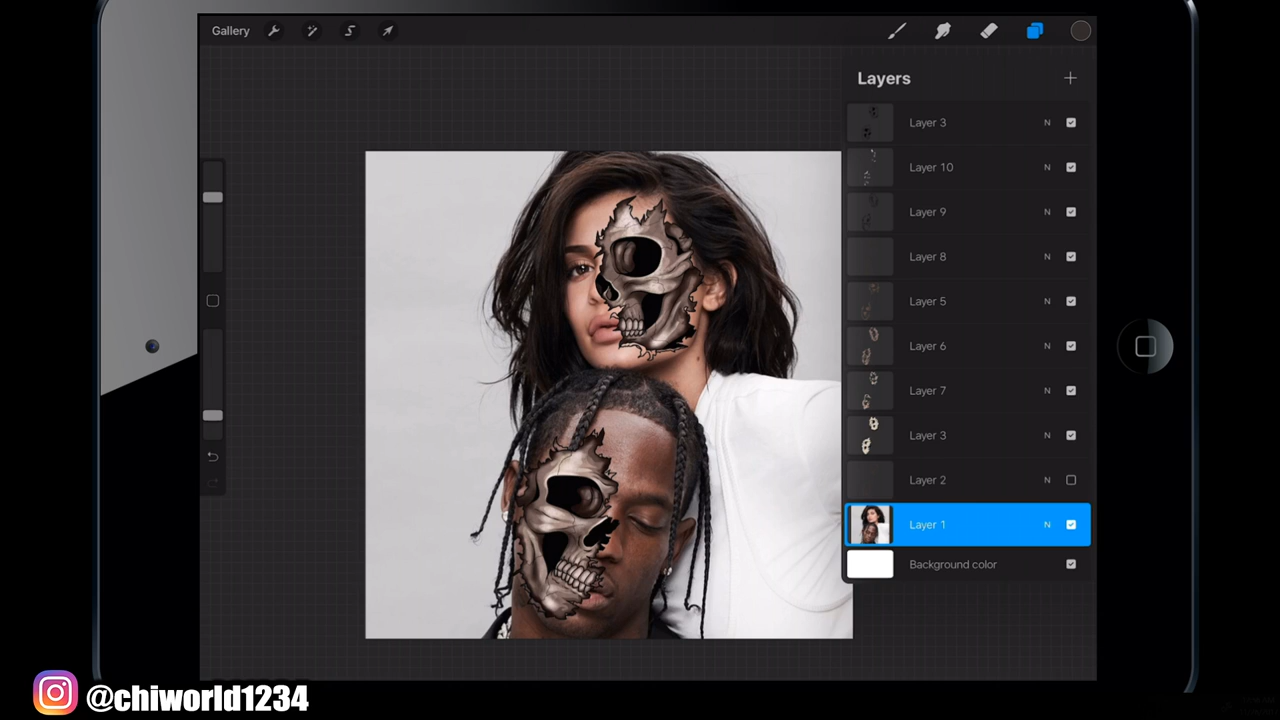 Gallery
Layers
Layer 3 N
Layer 10 N
Layer 9 N
Layer 8 N
Layer 5 N
Layer 6 N
Layer 7 N
Layer 3 N
Layer 2 N
Layer 1 N
Background color
@chiworld1234